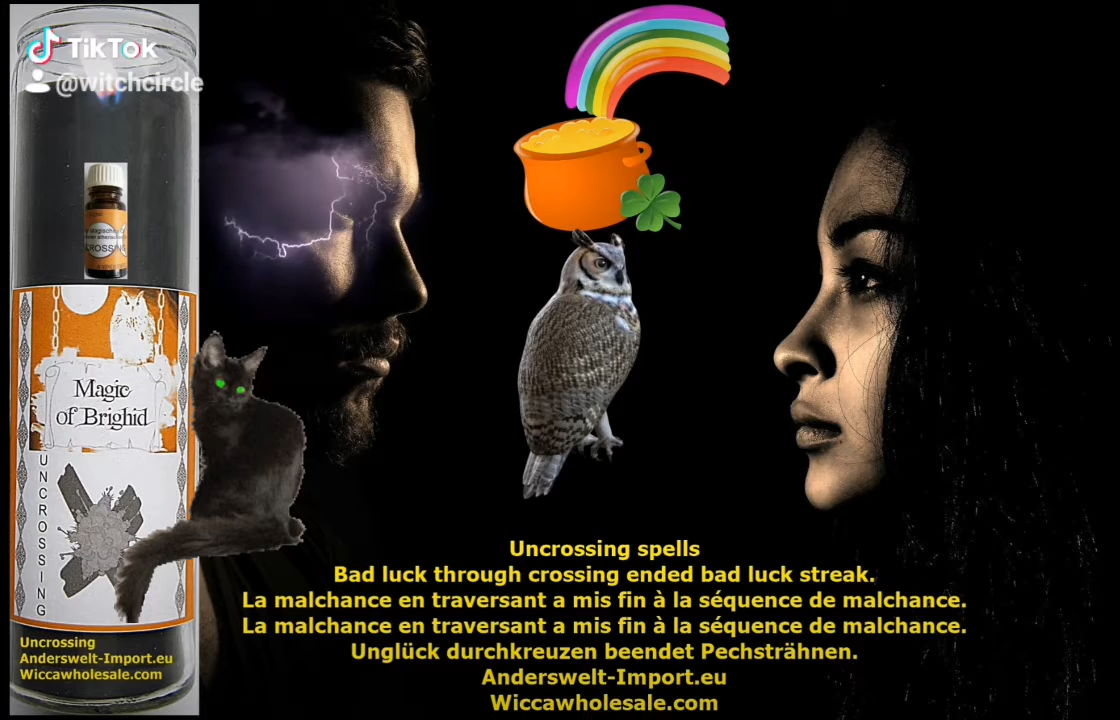 TikTok
@witchcircle
CROSSING
Magic
of Brighid
UNCROSSING
Uncrossing
Anderswelt-Import.eu
Wiccawholesale.com
Uncrossing spells
Bad luck through crossing ended bad luck streak.
La malchance en traversant a mis fin à la séquence de malchance.
La malchance en traversant a mis fin à la séquence de malchance.
Unglück durchkreuzen beendet Pechsträhnen.
Anderswelt-Import.eu
Wiccawholesale.com